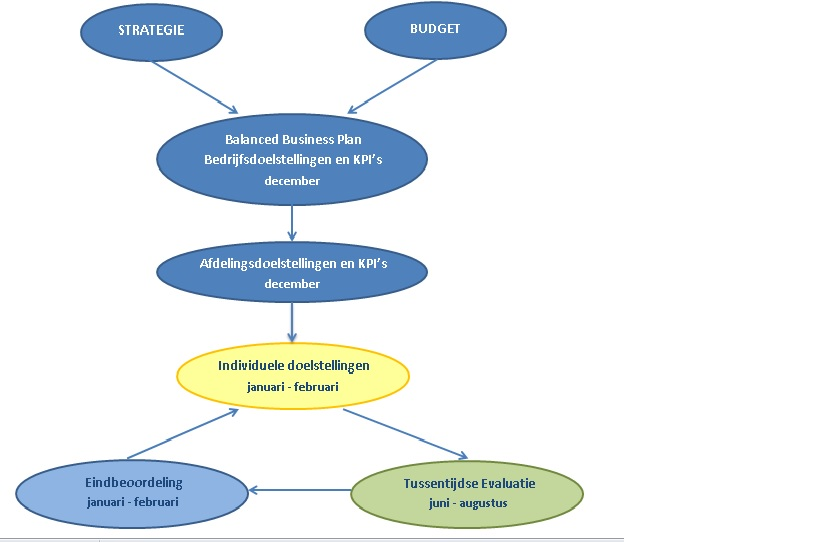 STRATEGIE
BUDGET
Balanced Business Plan
Bedrijfsdoelstellingen en KPI's
december
Afdelingsdoelstellingen en KPI's
december
Individuele doelstellingen
januari - februari
Eindbeoordeling
januari - februari
Tussentijdse Evaluatie
juni - augustus